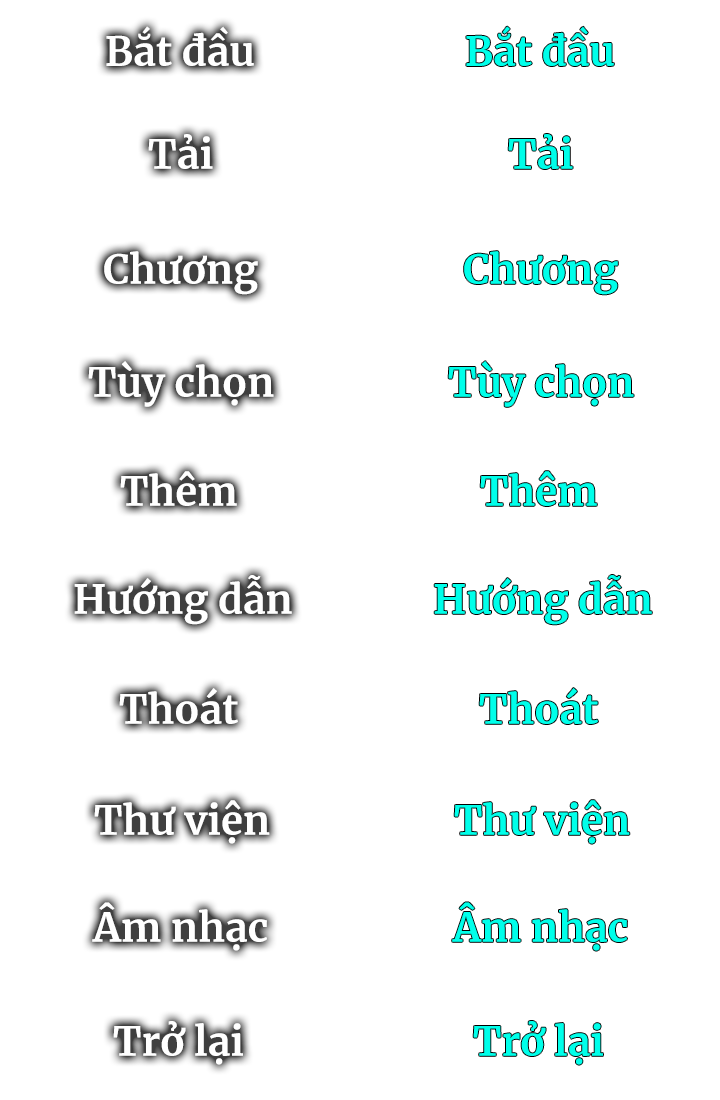 Bắt đầu Bắt đầu
Tải Tải
Chương Chương
Tùy chọn Tùy chọn
Thêm Thêm
Hướng dẫn Hướng dẫn
Thoát Thoát
Thư viện Thư viện
Âm nhạc Âm nhạc
Trở lại Trở lại